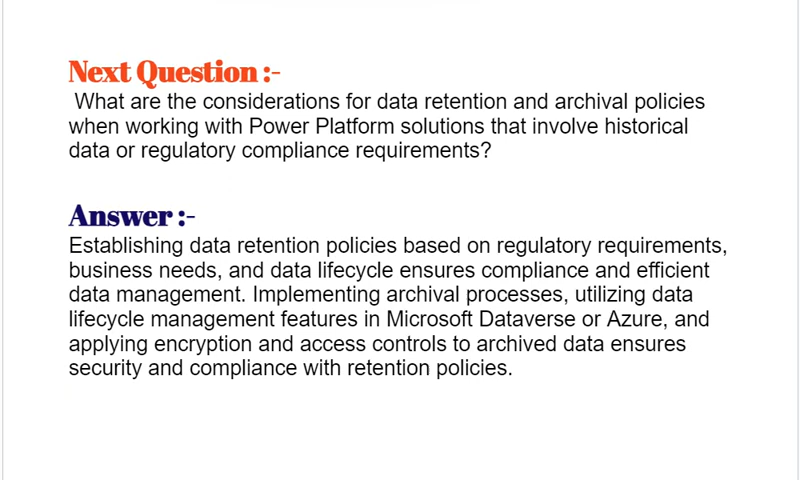 Next Question :-
What are the considerations for data retention and archival policies
when working with Power Platform solutions that involve historical
data or regulatory compliance requirements?
Answer :-
Establishing data retention policies based on regulatory requirements,
business needs, and data lifecycle ensures compliance and efficient
data management. Implementing archival processes, utilizing data
lifecycle management features in Microsoft Dataverse or Azure, and
applying encryption and access controls to archived data ensures
security and compliance with retention policies.